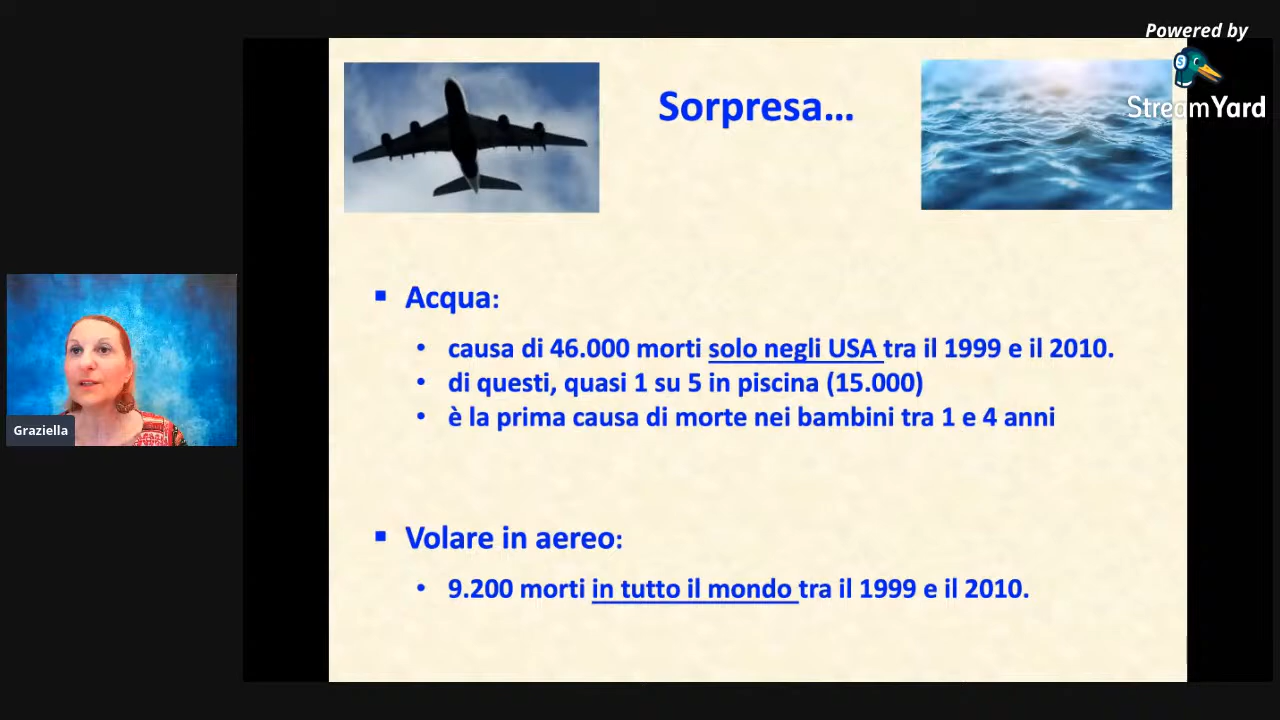 Powered by
StreamYard
Sorpresa...
Acqua:
causa di 46.000 morti solo negli USA tra il 1999 e il 2010.
di questi, quasi 1 su 5 in piscina (15.000)
è la prima causa di morte nei bambini tra 1 e 4 anni
Graziella
Volare in aereo:
9.200 morti in tutto il mondo tra il 1999 e il 2010.